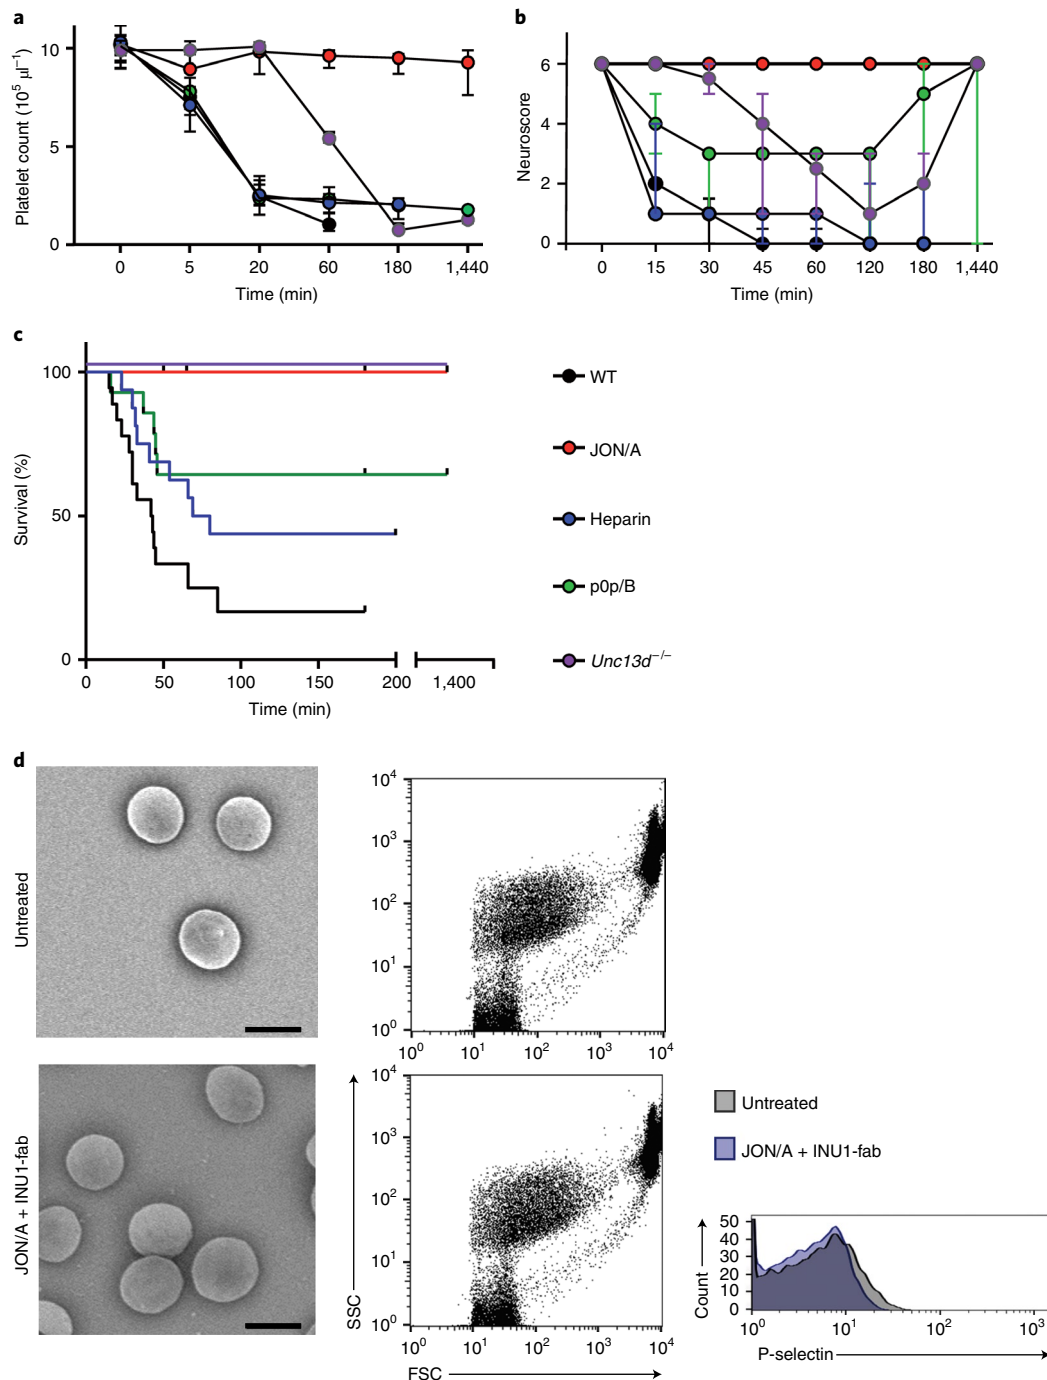 a
Platelet count (10⁵ µl⁻¹)
10
5
0
0 5 20 60 180 1,440
Time (min)
b
Neuroscore
6
4
2
0
0 15 30 45 60 120 180 1,440
Time (min)
c
Survival (%)
100
50
0
0 50 100 150 200 1,400
Time (min)
WT
JON/A
Heparin
p0p/B
Unc13d⁻/⁻
d
Untreated
10⁴
10³
10²
10¹
10⁰
10⁰ 10¹ 10² 10³ 10⁴
JON/A + INU1-fab
SSC
10⁴
10³
10²
10¹
10⁰
10⁰ 10¹ 10² 10³ 10⁴
FSC
Untreated
JON/A + INU1-fab
Count
50
40
30
20
10
0
10⁰ 10¹ 10² 10³
P-selectin